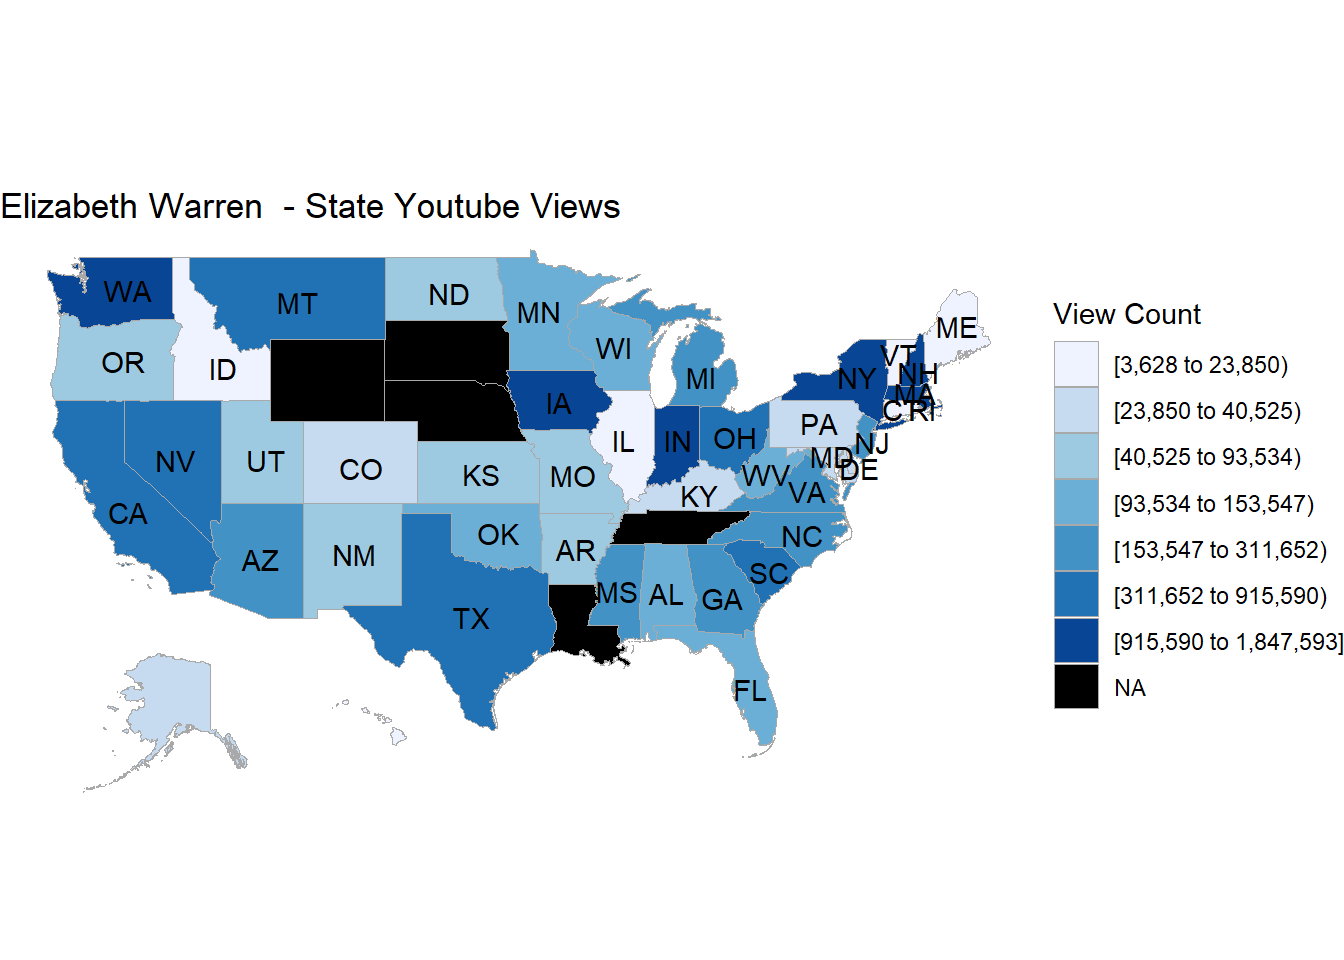 Elizabeth Warren  - State Youtube Views
WA
MT
ND
MN
OR
ID
WI
MI
ME
VT
NH
NY
MA
CT
RI
IA
PA
NJ
NV
UT
CO
KS
MO
IL
IN
OH
MD
DE
WV
VA
KY
CA
AZ
NM
OK
AR
NC
SC
TX
MS
AL
GA
FL
View Count
[3,628 to 23,850)
[23,850 to 40,525)
[40,525 to 93,534)
[93,534 to 153,547)
[153,547 to 311,652)
[311,652 to 915,590)
[915,590 to 1,847,593]
NA